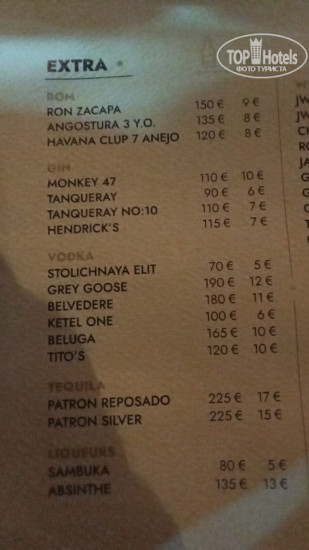 TOP Hotels
ФОТО ТУРИСТА
EXTRA
ROM
RON ZACAPA 150 € 9 €
ANGOSTURA 3 Y.O. 135 € 8 €
HAVANA CLUP 7 ANEJO 120 € 8 €
GIN
MONKEY 47 110 € 10 €
TANQUERAY 90 € 6 €
TANQUERAY NO:10 110 € 7 €
HENDRICK'S 115 € 7 €
VODKA
STOLICHNAYA ELIT 70 € 5 €
GREY GOOSE 190 € 12 €
BELVEDERE 180 € 11 €
KETEL ONE 100 € 6 €
BELUGA 165 € 10 €
TITO'S 120 € 10 €
TEQUILA
PATRON REPOSADO 225 € 17 €
PATRON SILVER 225 € 15 €
LIQUEURS
SAMBUKA 80 € 5 €
ABSINTHE 135 € 13 €